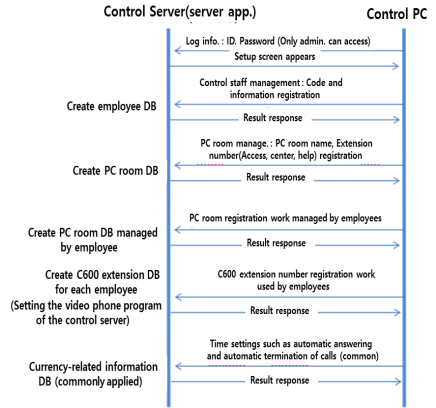 Control Server(server app.)
Control PC
Log info. : ID. Password (Only admin. can access)
Setup screen appears
Control staff management : Code and
information registration
Create employee DB
Result response
PC room manage. : PC room name, Extension
number(Access, center, help) registration
Create PC room DB
Result response
PC room registration work managed by employees
Create PC room DB managed
by employee
Result response
Create C600 extension DB
for each employee
(Setting the video phone program
of the control server)
C600 extension number registration work
used by employees
Result response
Time settings such as automatic answering
and automatic termination of calls (common)
Currency-related information
DB (commonly applied)
Result response